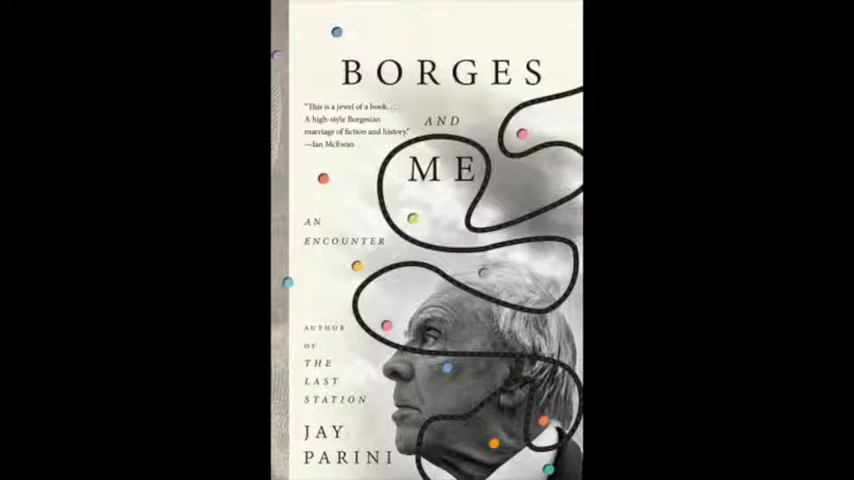 BORGES
"This is a jewel of a book. . .
A high-style Borgesian
marriage of fiction and history."
—Ian McEwan
AND
ME
AN
ENCOUNTER
AUTHOR
OF
THE
LAST
STATION
JAY
PARINI